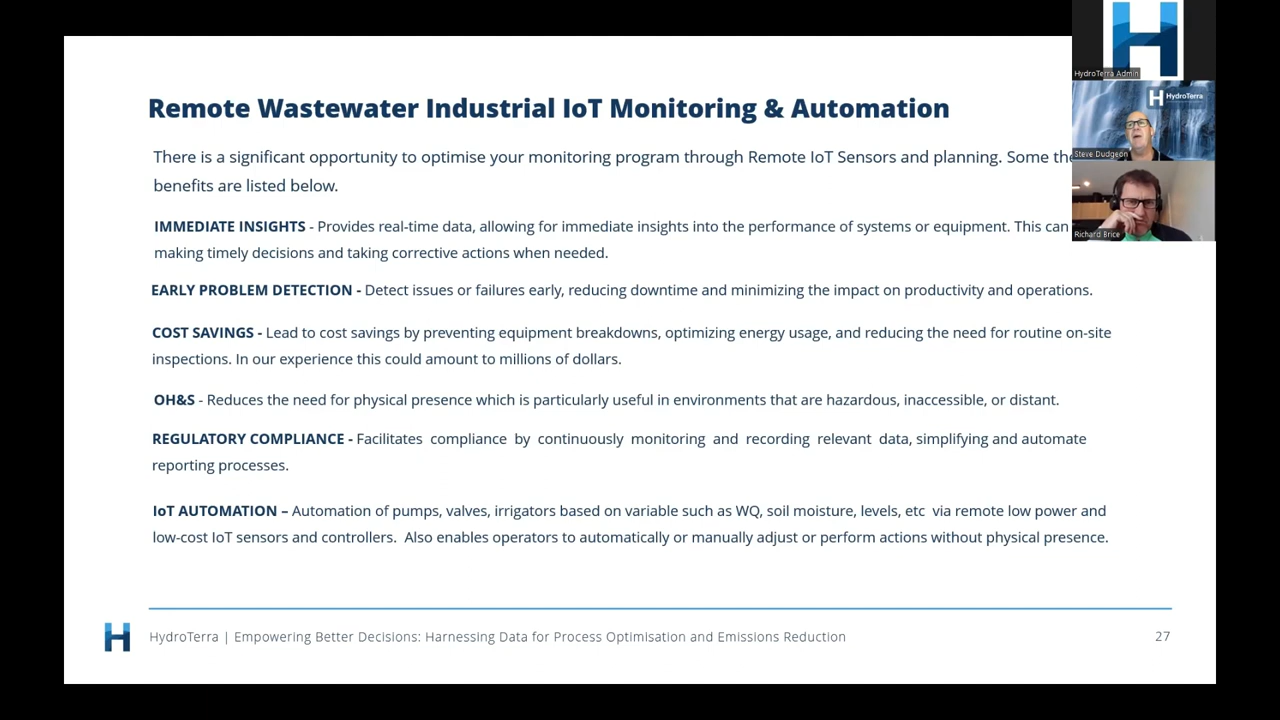 Remote Wastewater Industrial IoT Monitoring & Automation
There is a significant opportunity to optimise your monitoring program through Remote IoT Sensors and planning. Some
benefits are listed below.
IMMEDIATE INSIGHTS - Provides real-time data, allowing for immediate insights into the performance of systems or equipment. This can
making timely decisions and taking corrective actions when needed.
EARLY PROBLEM DETECTION - Detect issues or failures early, reducing downtime and minimizing the impact on productivity and operations.
COST SAVINGS - Lead to cost savings by preventing equipment breakdowns, optimizing energy usage, and reducing the need for routine on-site
inspections. In our experience this could amount to millions of dollars.
OH&S - Reduces the need for physical presence which is particularly useful in environments that are hazardous, inaccessible, or distant.
REGULATORY COMPLIANCE - Facilitates compliance by continuously monitoring and recording relevant data, simplifying and automate
reporting processes.
IoT AUTOMATION – Automation of pumps, valves, irrigators based on variable such as WQ, soil moisture, levels, etc via remote low power and
low-cost IoT sensors and controllers. Also enables operators to automatically or manually adjust or perform actions without physical presence.
HydroTerra | Empowering Better Decisions: Harnessing Data for Process Optimisation and Emissions Reduction
27
HydroTerra Admin
HydroTerra
Steve Dudgeon
Richard Brice